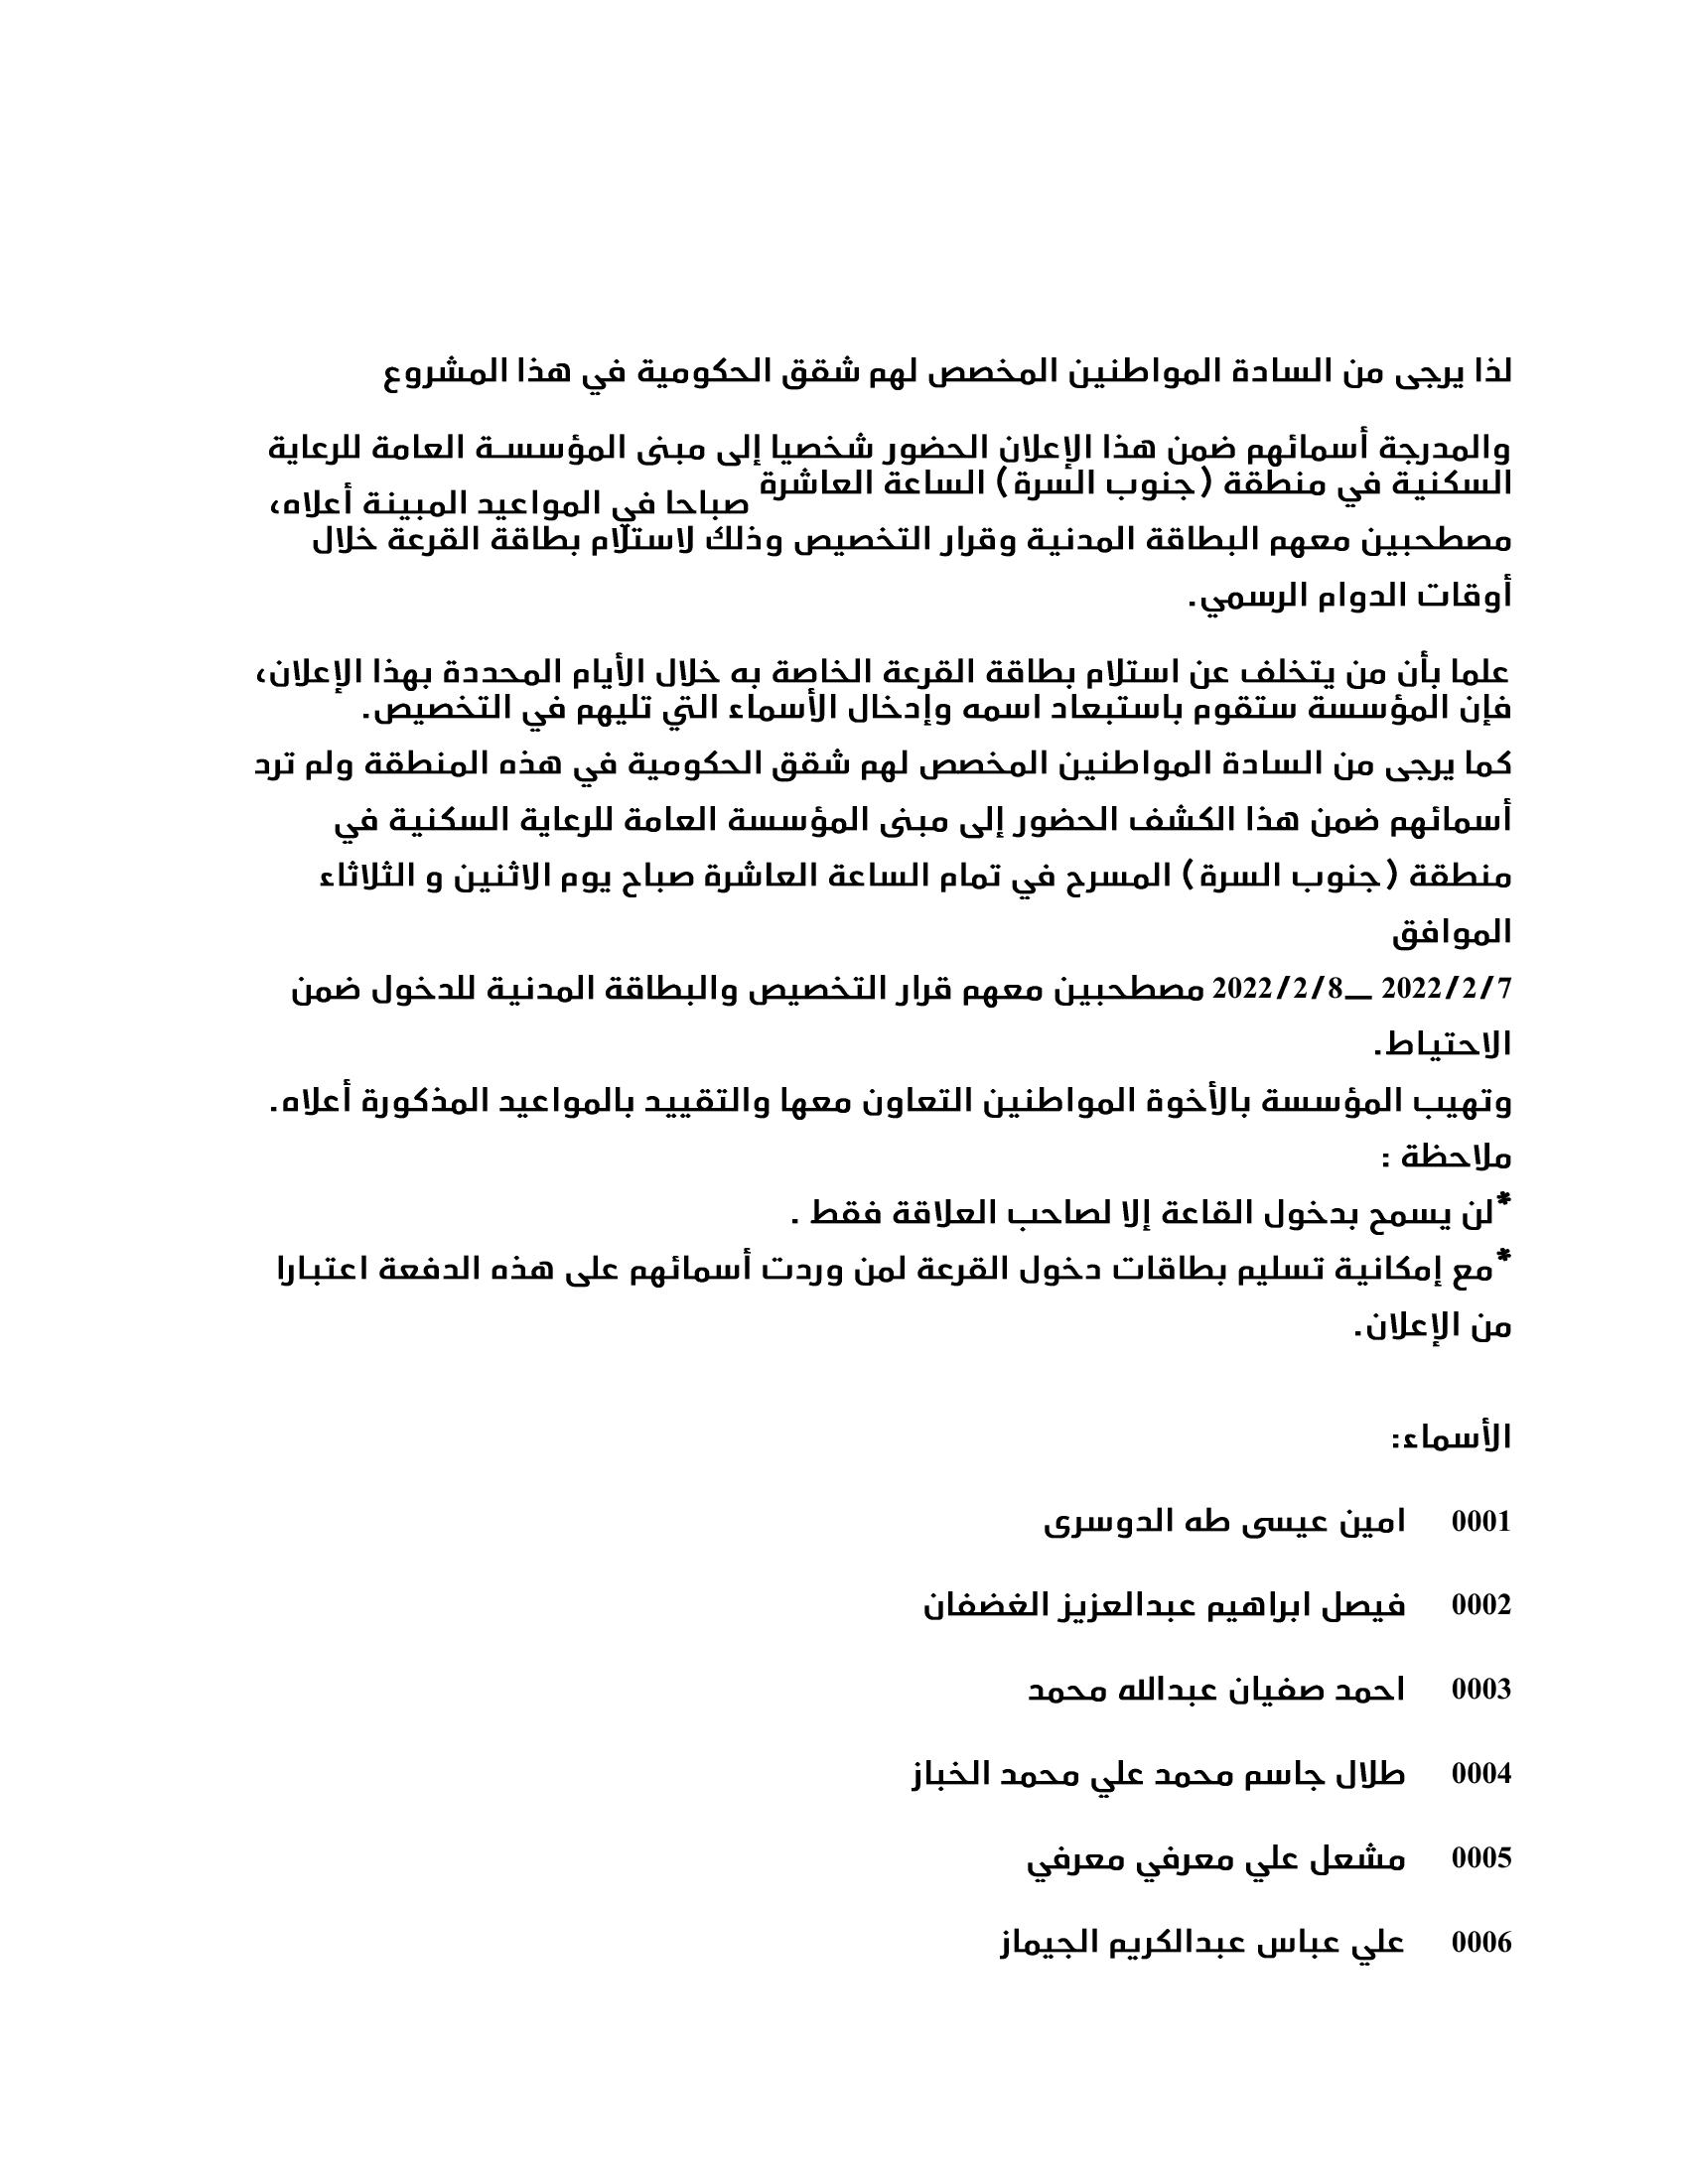 لذا يرجى من السادة المواطنين المخصص لهم شقق الحكومية في هذا المشروع
والمدرجة أسمائهم ضمن هذا الإعلان الحضور شخصيا إلى مبنى المؤسسـة العامة للرعاية
السكنية في منطقة (جنوب السرة) الساعة العاشرة صباحا في المواعيد المبينة أعلاه،
مصطحبين معهم البطاقة المدنية وقرار التخصيص وذلك لاستلام بطاقة القرعة خلال
أوقات الدوام الرسمي.
علما بأن من يتخلف عن استلام بطاقة القرعة الخاصة به خلال الأيام المحددة بهذا الإعلان،
فإن المؤسسة ستقوم باستبعاد اسمه وإدخال الأسماء التي تليهم في التخصيص.
كما يرجى من السادة المواطنين المخصص لهم شقق الحكومية في هذه المنطقة ولم ترد
أسمائهم ضمن هذا الكشف الحضور إلى مبنى المؤسسة العامة للرعاية السكنية في
منطقة (جنوب السرة) المسرح في تمام الساعة العاشرة صباح يوم الاثنين و الثلاثاء
الموافق
2022/2/7 ــ2022/2/8 مصطحبين معهم قرار التخصيص والبطاقة المدنية للدخول ضمن
الاحتياط.
وتهيب المؤسسة بالأخوة المواطنين التعاون معها والتقييد بالمواعيد المذكورة أعلاه.
ملاحظة :
*لن يسمح بدخول القاعة إلا لصاحب العلاقة فقط .
*مع إمكانية تسليم بطاقات دخول القرعة لمن وردت أسمائهم على هذه الدفعة اعتبارا
من الإعلان.
الأسماء:
0001 امين عيسى طه الدوسرى
0002 فيصل ابراهيم عبدالعزيز الغضفان
0003 احمد صفيان عبدالله محمد
0004 طلال جاسم محمد علي محمد الخباز
0005 مشعل علي معرفي معرفي
0006 علي عباس عبدالكريم الجيماز